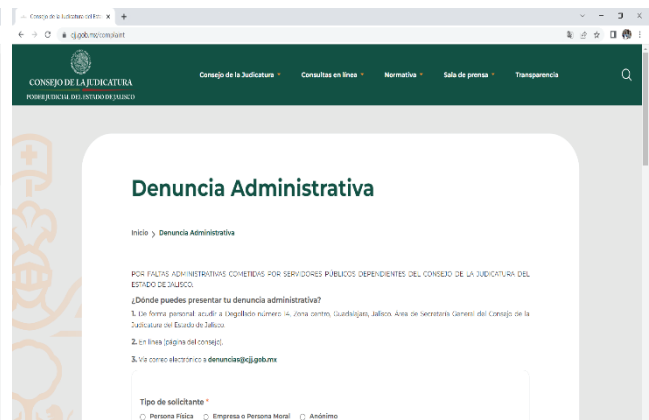 Consejo de la Judicatura del Est
cjj.gob.mx/complaint
CONSEJO DE LA JUDICATURA
PODER JUDICIAL DEL ESTADO DE JALISCO
Consejo de la Judicatura
Consultas en línea
Normativa
Sala de prensa
Transparencia
Denuncia Administrativa
Inicio > Denuncia Administrativa
POR FALTAS ADMINISTRATIVAS COMETIDAS POR SERVIDORES PÚBLICOS DEPENDIENTES DEL CONSEJO DE LA JUDICATURA DEL
ESTADO DE JALISCO.
¿Dónde puedes presentar tu denuncia administrativa?
1. De forma personal, acudir a Degollado número 14, Zona centro, Guadalajara, Jalisco. Área de Secretaría General del Consejo de la
Judicatura del Estado de Jalisco.
2. En línea (página del consejo).
3. Vía correo electrónico a denuncias@cjj.gob.mx
Tipo de solicitante *
Persona Física Empresa o Persona Moral Anónimo